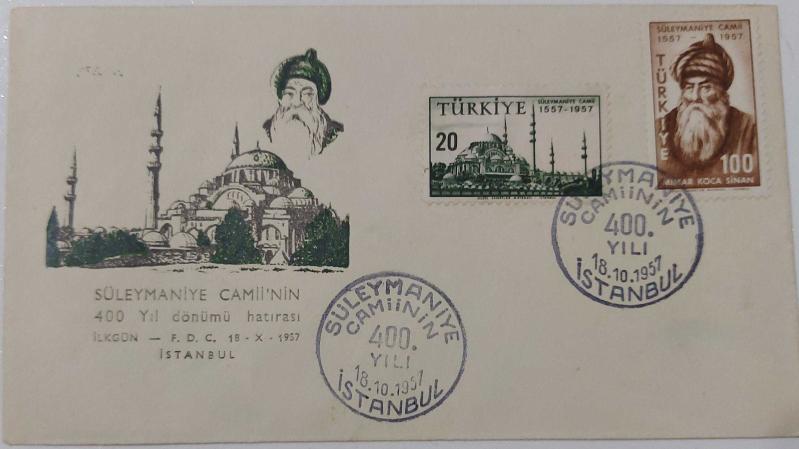 SÜLEYMANİYE CAMİİ'NİN
400 Yıl dönümü hatırası
İLKGÜN — F. D. C. 18 - X - 1957
İSTANBUL
TÜRKİYE
SÜLEYMANİYE CAMİİ
1557-1957
20
SÜLEYMANİYE CAMİİ
1557 - 1957
TÜRKİYE
100
MİMAR KOCA SİNAN
SÜLEYMANİYE
CAMİİNİN
400.
YILI
18.10.1957
İSTANBUL
SÜLEYMANİYE
CAMİİNİN
400.
YILI
18.10.1957
İSTANBUL